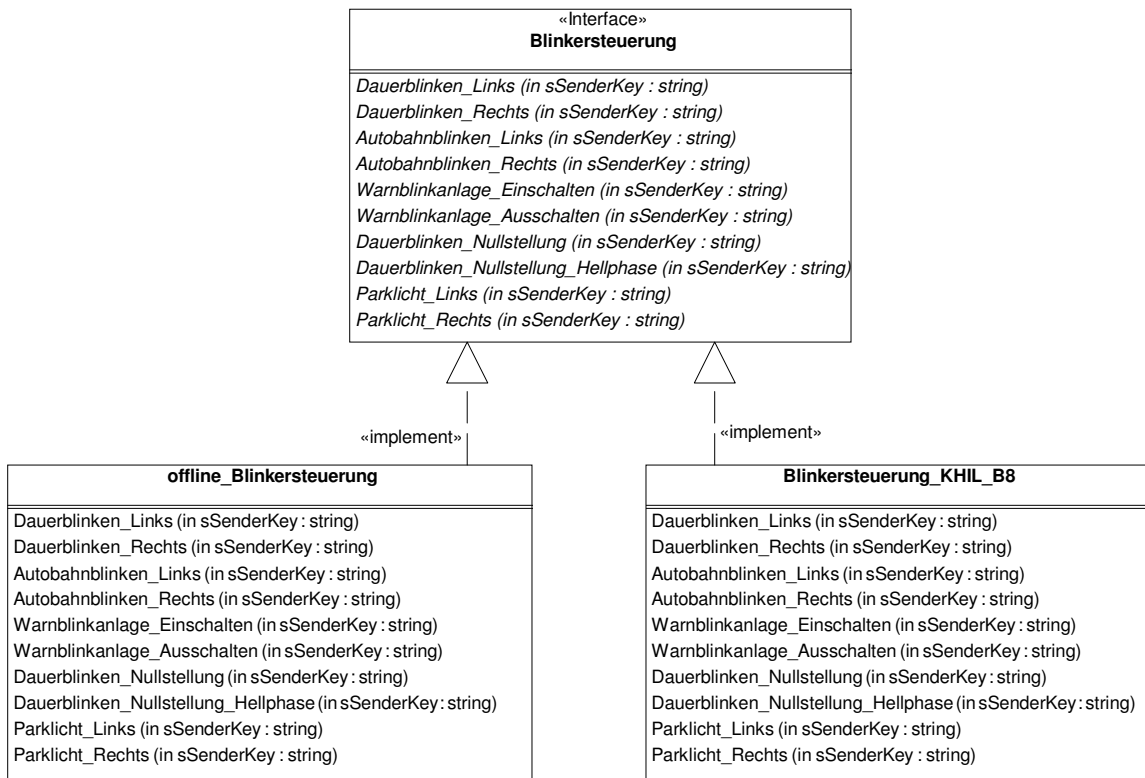 «Interface»
Blinkersteuerung
Dauerblinken_Links (in sSenderKey : string)
Dauerblinken_Rechts (in sSenderKey : string)
Autobahnblinken_Links (in sSenderKey : string)
Autobahnblinken_Rechts (in sSenderKey : string)
Warnblinkanlage_Einschalten (in sSenderKey : string)
Warnblinkanlage_Ausschalten (in sSenderKey : string)
Dauerblinken_Nullstellung (in sSenderKey : string)
Dauerblinken_Nullstellung_Hellphase (in sSenderKey : string)
Parklicht_Links (in sSenderKey : string)
Parklicht_Rechts (in sSenderKey : string)
«implement»
«implement»
offline_Blinkersteuerung
Dauerblinken_Links (in sSenderKey : string)
Dauerblinken_Rechts (in sSenderKey : string)
Autobahnblinken_Links (in sSenderKey : string)
Autobahnblinken_Rechts (in sSenderKey : string)
Warnblinkanlage_Einschalten (in sSenderKey : string)
Warnblinkanlage_Ausschalten (in sSenderKey : string)
Dauerblinken_Nullstellung (in sSenderKey : string)
Dauerblinken_Nullstellung_Hellphase (in sSenderKey : string)
Parklicht_Links (in sSenderKey : string)
Parklicht_Rechts (in sSenderKey : string)
Blinkersteuerung_KHIL_B8
Dauerblinken_Links (in sSenderKey : string)
Dauerblinken_Rechts (in sSenderKey : string)
Autobahnblinken_Links (in sSenderKey : string)
Autobahnblinken_Rechts (in sSenderKey : string)
Warnblinkanlage_Einschalten (in sSenderKey : string)
Warnblinkanlage_Ausschalten (in sSenderKey : string)
Dauerblinken_Nullstellung (in sSenderKey : string)
Dauerblinken_Nullstellung_Hellphase (in sSenderKey : string)
Parklicht_Links (in sSenderKey : string)
Parklicht_Rechts (in sSenderKey : string)